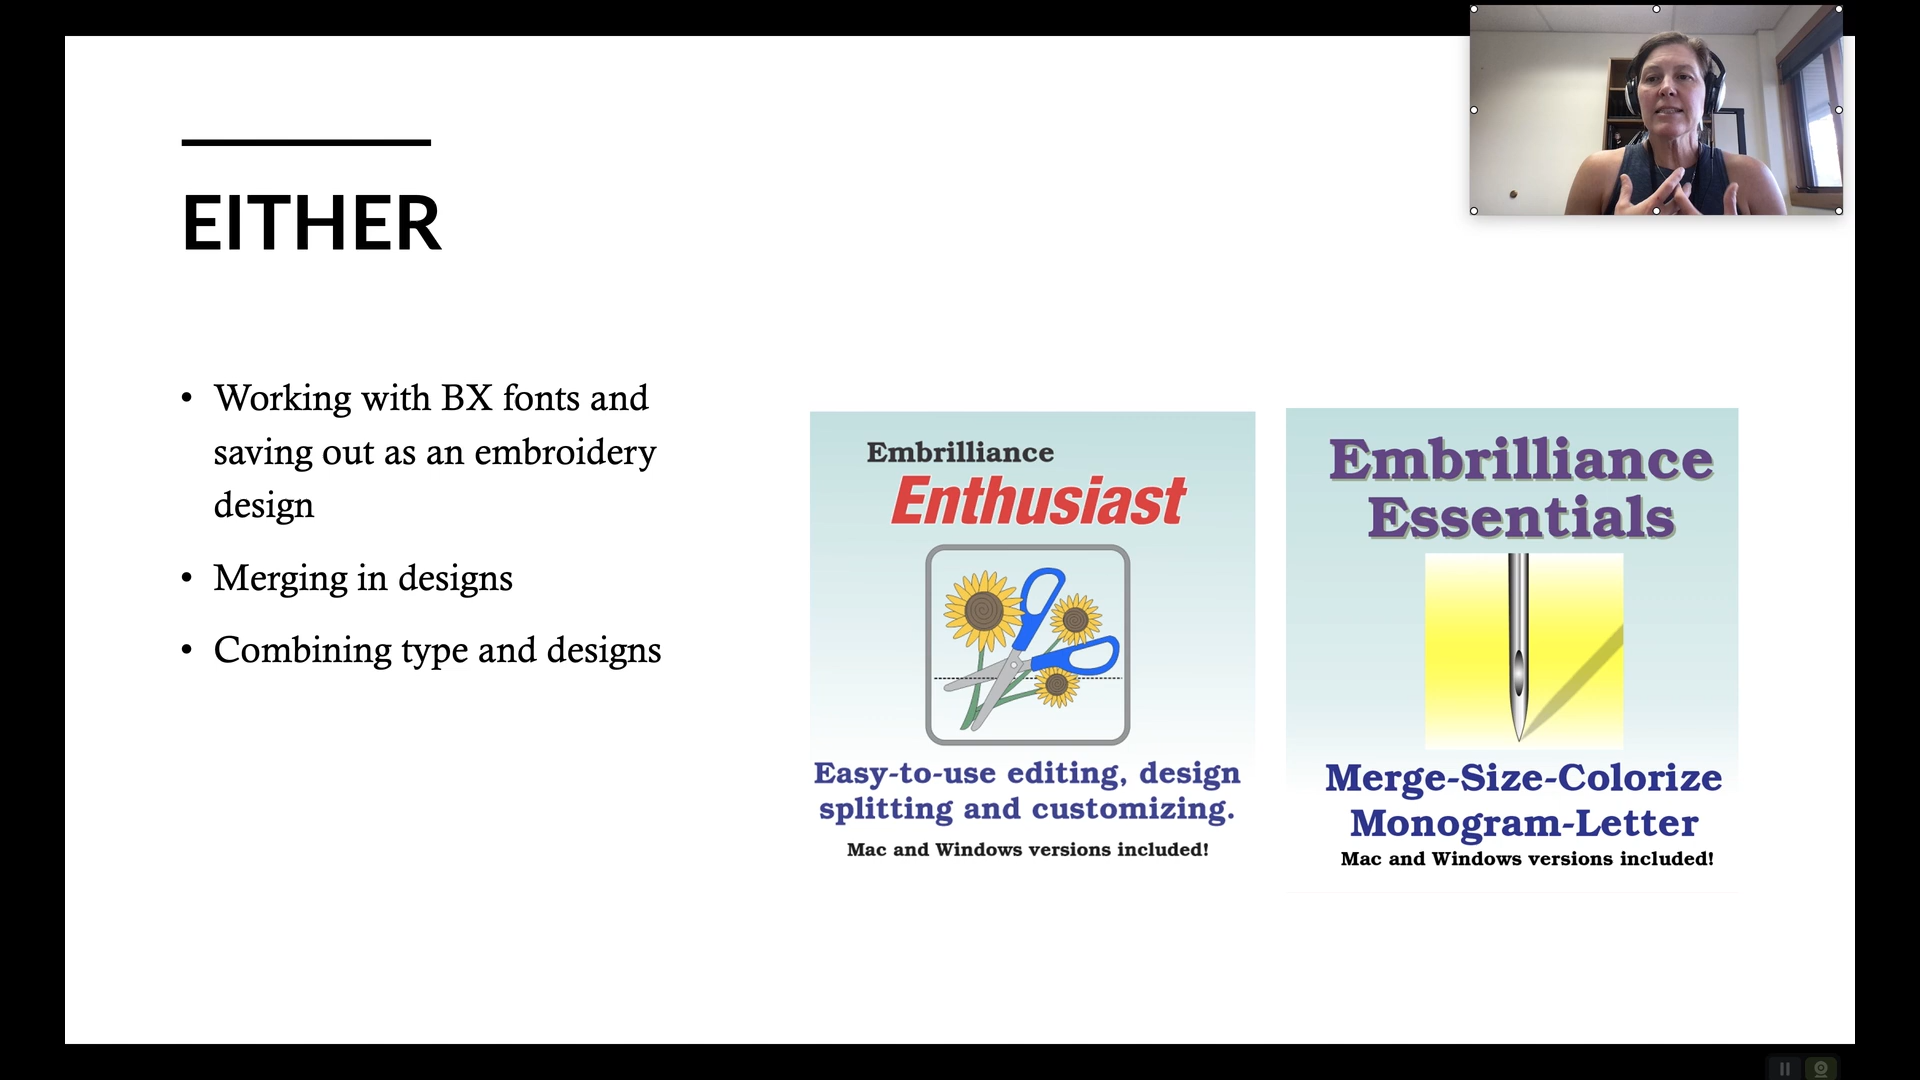 EITHER
• Working with BX fonts and
saving out as an embroidery
design
• Merging in designs
• Combining type and designs
Embrilliance
Enthusiast
Easy-to-use editing, design
splitting and customizing.
Mac and Windows versions included!
Embrilliance
Essentials
Merge-Size-Colorize
Monogram-Letter
Mac and Windows versions included!